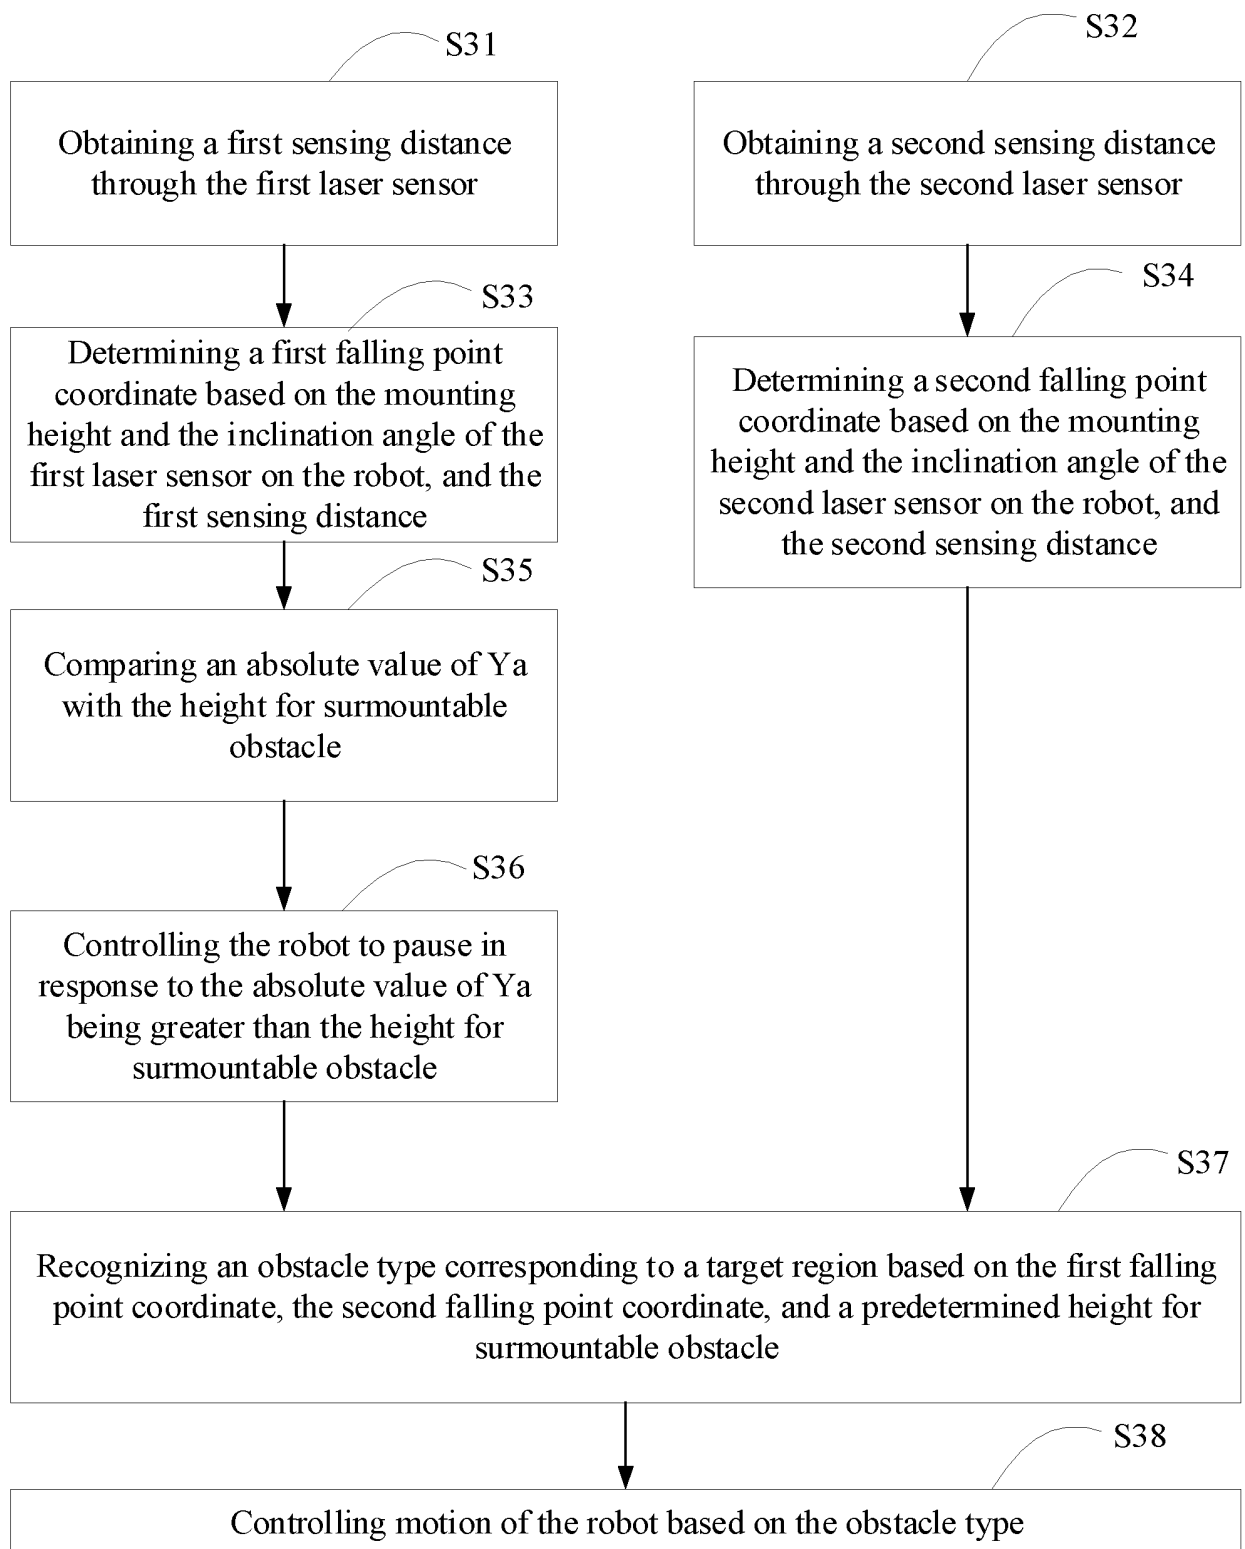 S31
Obtaining a first sensing distance
through the first laser sensor
S32
Obtaining a second sensing distance
through the second laser sensor
S33
Determining a first falling point
coordinate based on the mounting
height and the inclination angle of the
first laser sensor on the robot, and the
first sensing distance
S34
Determining a second falling point
coordinate based on the mounting
height and the inclination angle of the
second laser sensor on the robot, and
the second sensing distance
S35
Comparing an absolute value of Ya
with the height for surmountable
obstacle
S36
Controlling the robot to pause in
response to the absolute value of Ya
being greater than the height for
surmountable obstacle
S37
Recognizing an obstacle type corresponding to a target region based on the first falling
point coordinate, the second falling point coordinate, and a predetermined height for
surmountable obstacle
S38
Controlling motion of the robot based on the obstacle type